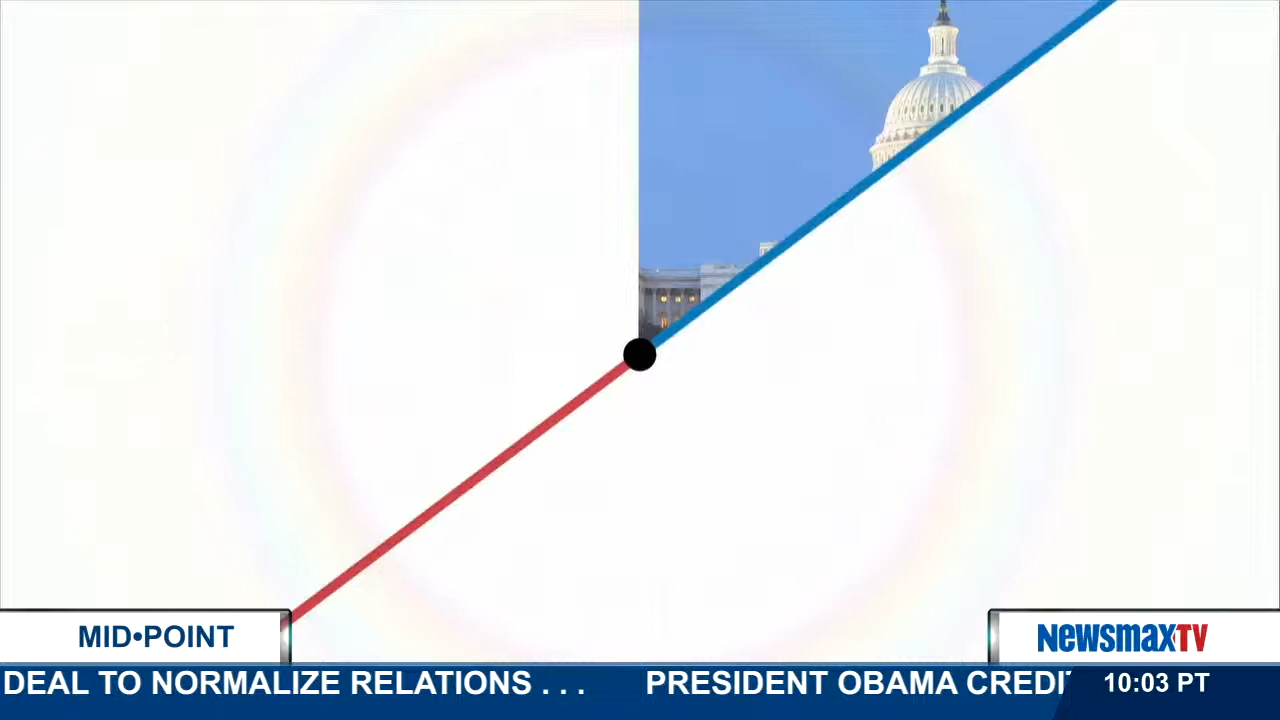 MID•POINT
NEWSMAXTV
DEAL TO NORMALIZE RELATIONS . . . PRESIDENT OBAMA
10:03 PT